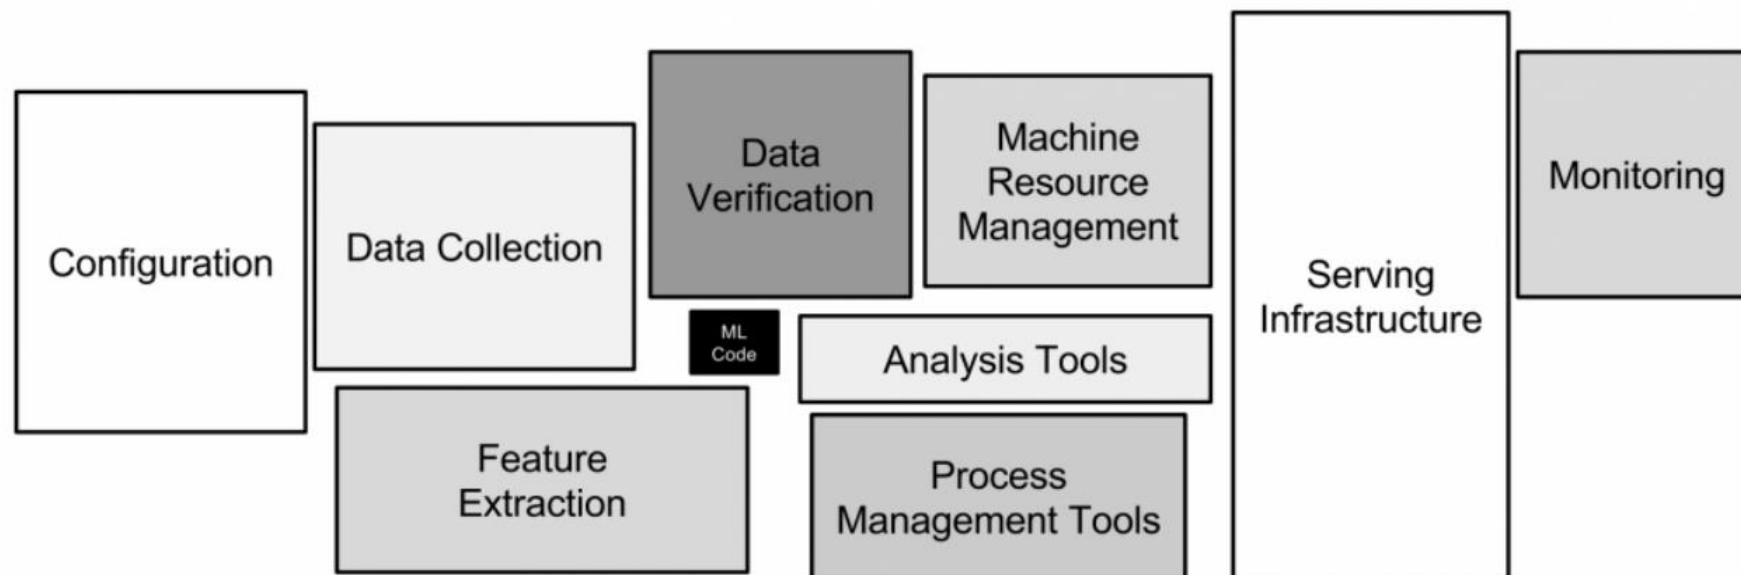 Configuration
Data Collection
Data
Verification
Machine
Resource
Management
Serving
Infrastructure
Monitoring
ML
Code
Analysis Tools
Feature
Extraction
Process
Management Tools